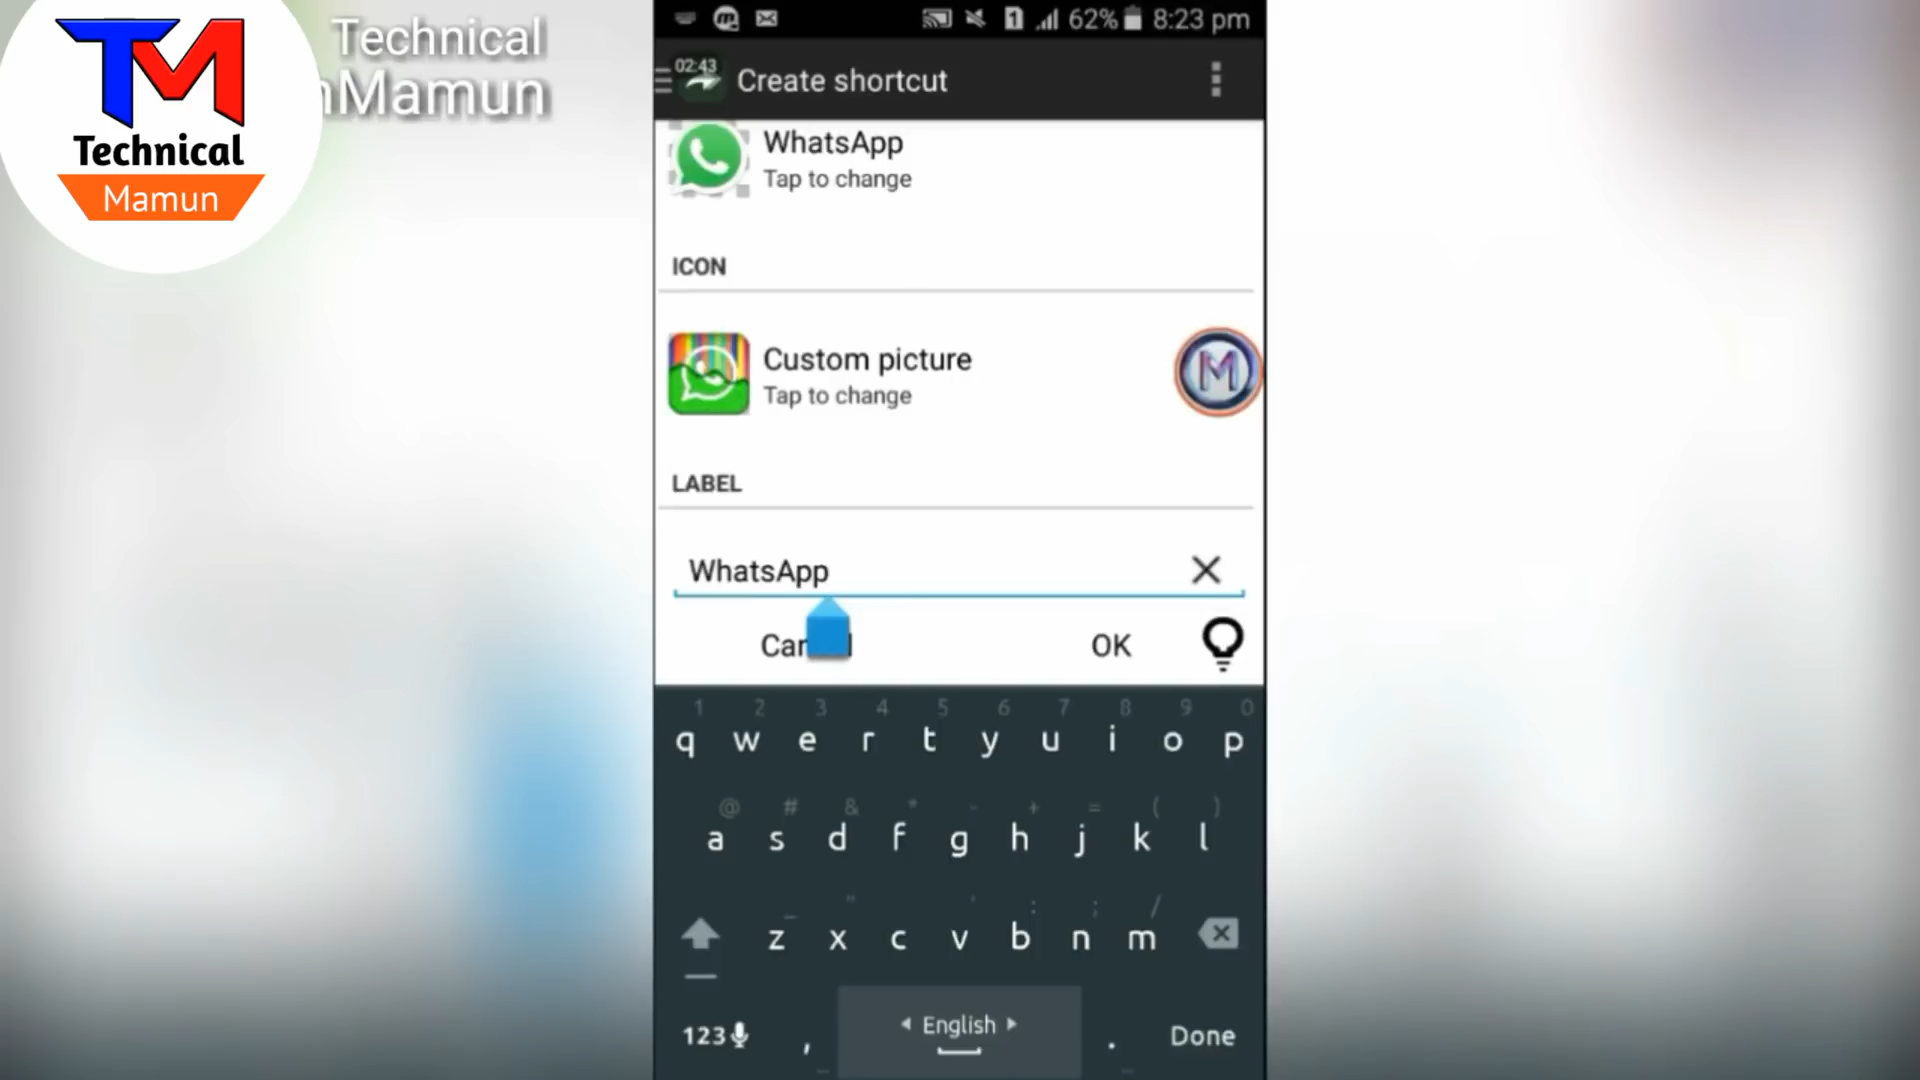 Technical
Mamun
TM
Technical
Mamun
62% 8:23 pm
02:43
Create shortcut
WhatsApp
Tap to change
ICON
Custom picture
Tap to change
M
LABEL
WhatsApp
OK
1 2 3 4 5 6 7 8 9 0
q w e r t y u i o p
@ # & * - + = ( )
a s d f g h j k l
_ " ' : ; /
z x c v b n m
123 , English . Done